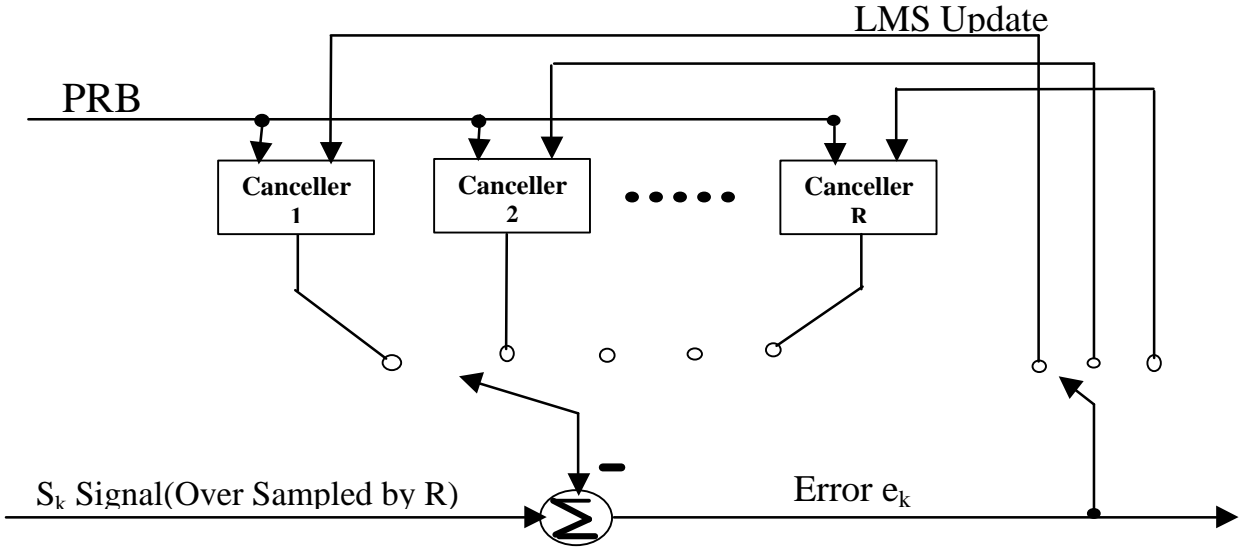 LMS Update
PRB
Canceller
1
Canceller
2
Canceller
R
S_k Signal(Over Sampled by R)
Error e_k
Σ